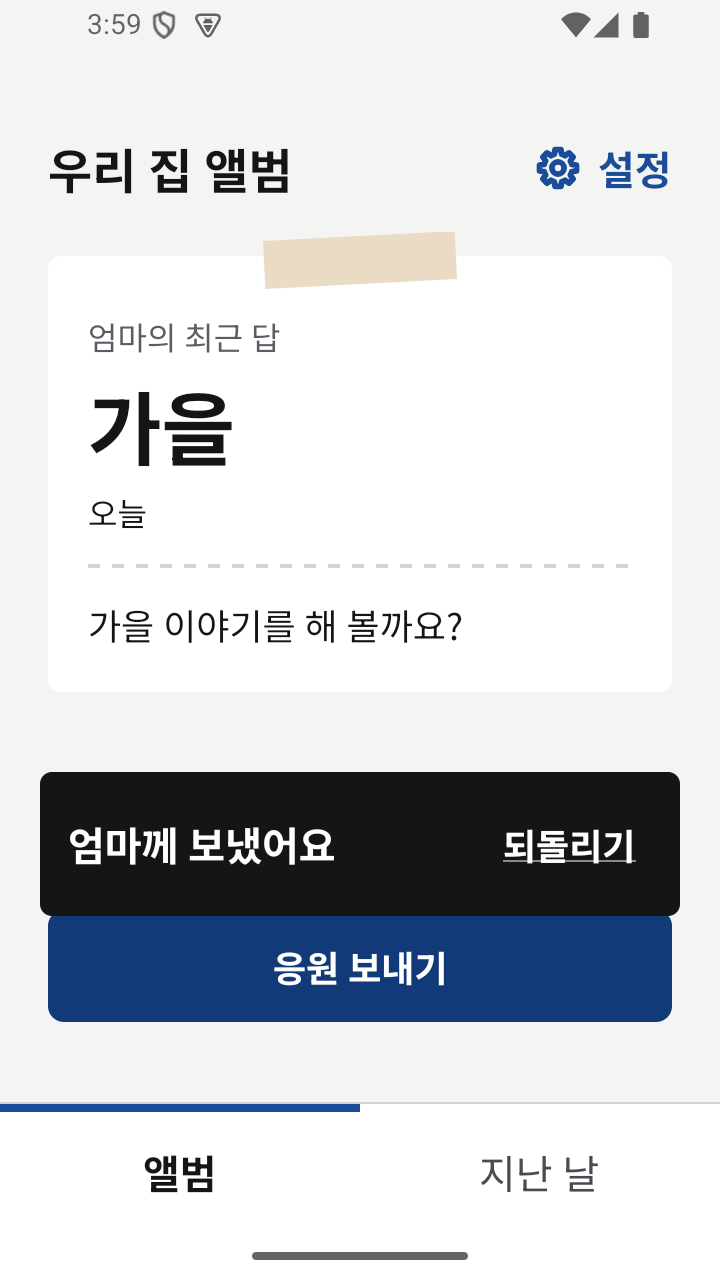 3:59
우리 집 앨범
설정
엄마의 최근 답
가을
오늘
가을 이야기를 해 볼까요?
엄마께 보냈어요
되돌리기
응원 보내기
앨범
지난 날